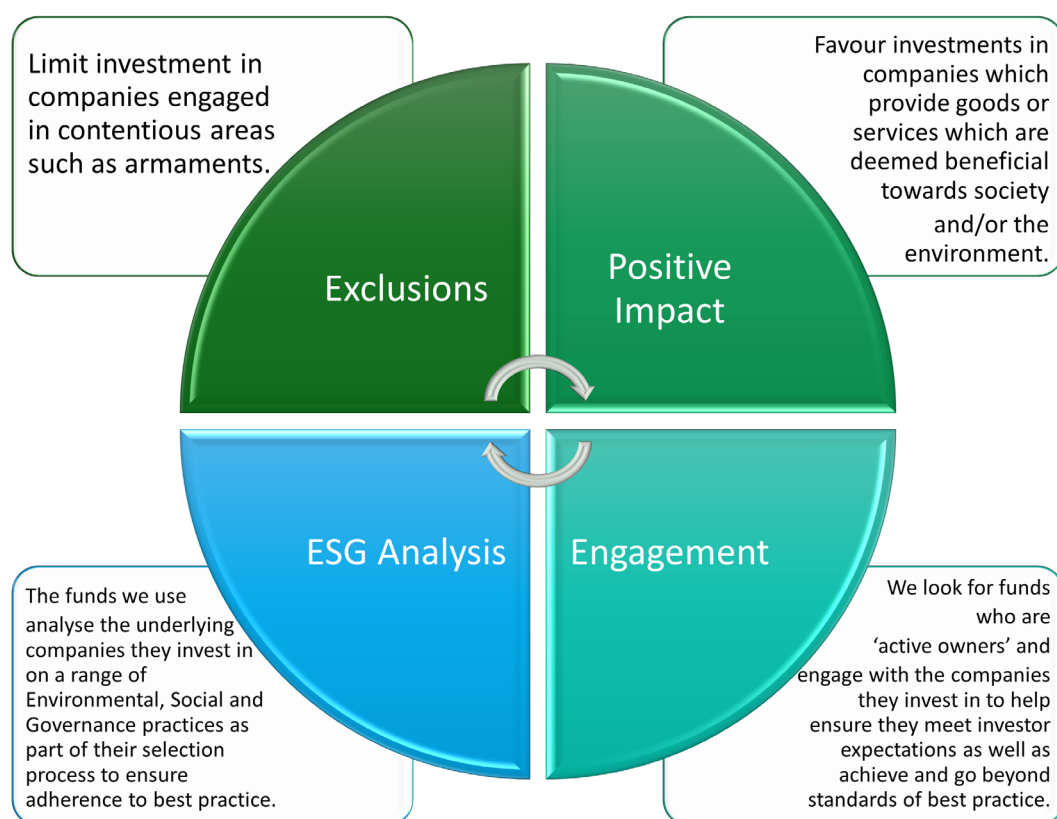 Limit investment in
companies engaged
in contentious areas
such as armaments.
Favour investments in
companies which
provide goods or
services which are
deemed beneficial
towards society
and/or the
environment.
Exclusions
Positive
Impact
ESG Analysis
Engagement
The funds we use
analyse the underlying
companies they invest in
on a range of
Environmental, Social and
Governance practices as
part of their selection
process to ensure
adherence to best practice.
We look for funds
who are
‘active owners’ and
engage with the companies
they invest in to help
ensure they meet investor
expectations as well as
achieve and go beyond
standards of best practice.